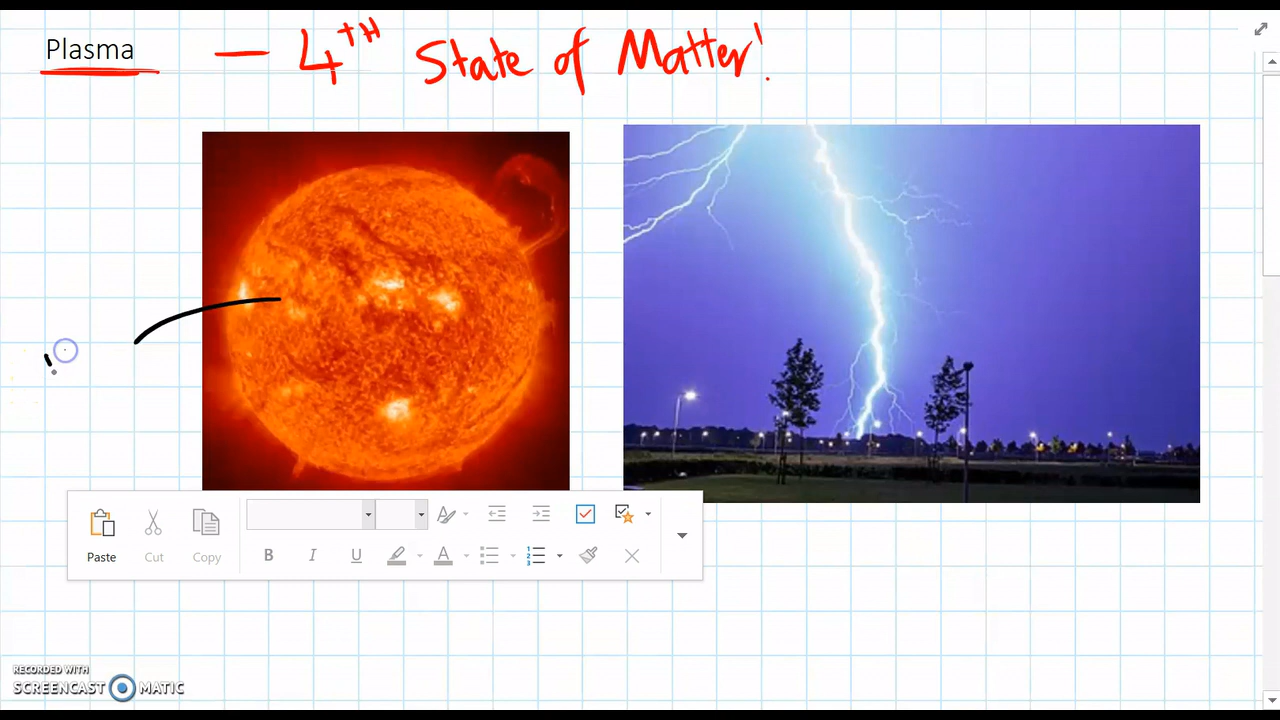 Plasma — 4TH State of Matter!
Paste Cut Copy
B I U A
RECORDED WITH
SCREENCAST MATIC